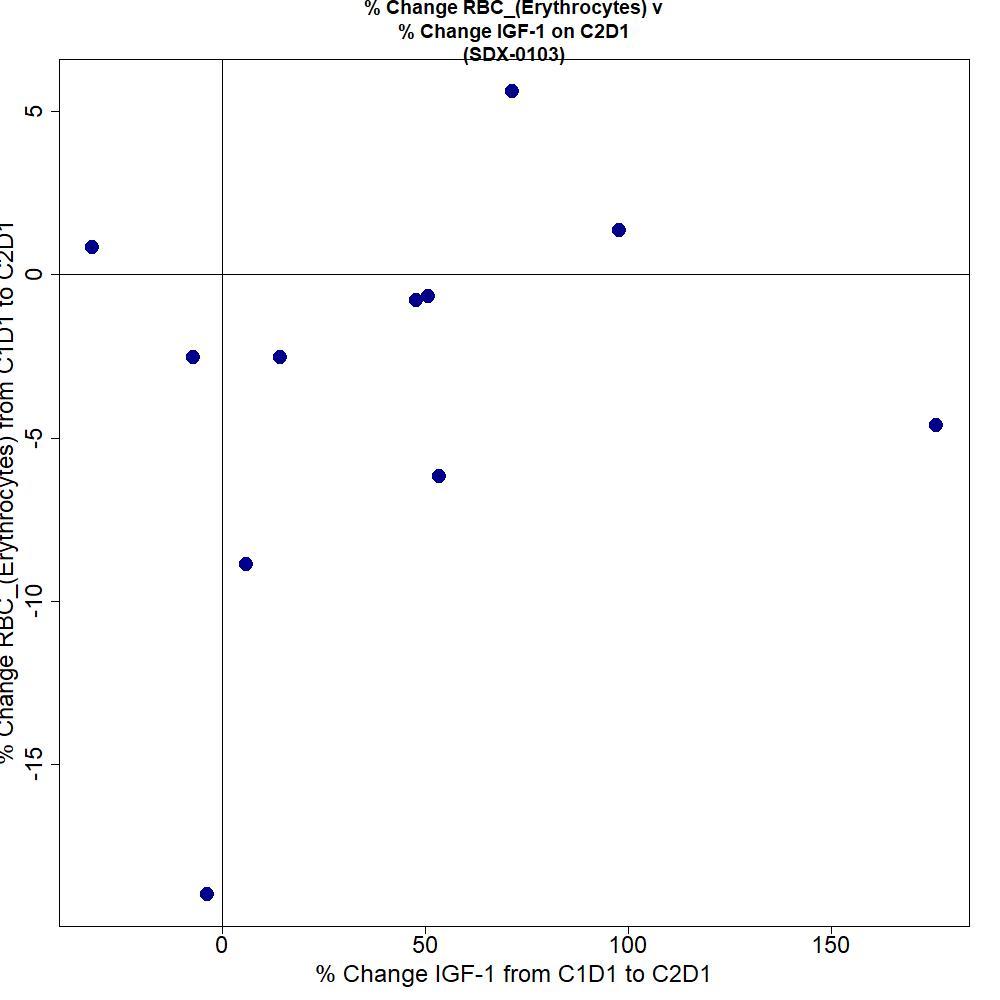 % Change RBC_(Erythrocytes) v
% Change IGF-1 on C2D1
(SDX-0103)
% Change RBC_(Erythrocytes) from C1D1 to C2D1
5
0
-5
-10
-15
0 50 100 150
% Change IGF-1 from C1D1 to C2D1